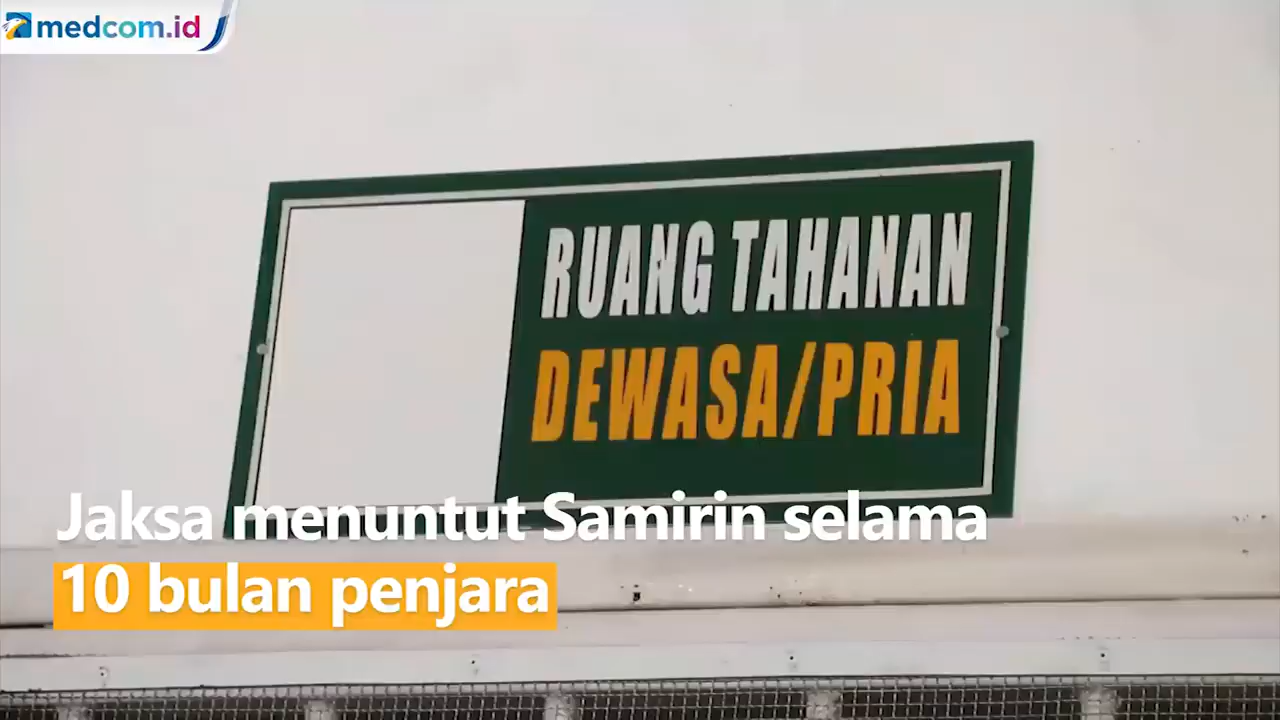 medcom.id
RUANG TAHANAN
DEWASA/PRIA
Jaksa menuntut Samirin selama
10 bulan penjara